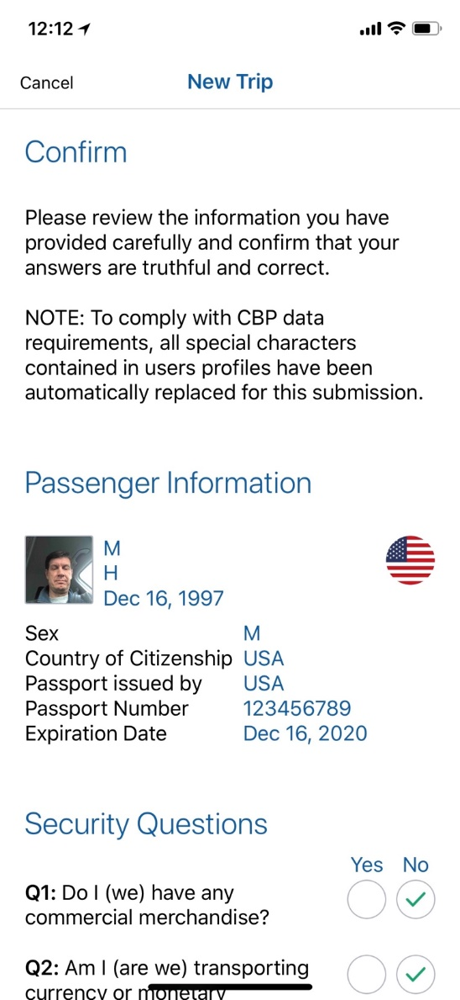 12:12
Cancel
New Trip
Confirm
Please review the information you have
provided carefully and confirm that your
answers are truthful and correct.
NOTE: To comply with CBP data
requirements, all special characters
contained in users profiles have been
automatically replaced for this submission.
Passenger Information
M
H
Dec 16, 1997
Sex M
Country of Citizenship USA
Passport issued by USA
Passport Number 123456789
Expiration Date Dec 16, 2020
Security Questions
Yes No
Q1: Do I (we) have any
commercial merchandise?
Q2: Am I (are we) transporting
currency or monetary